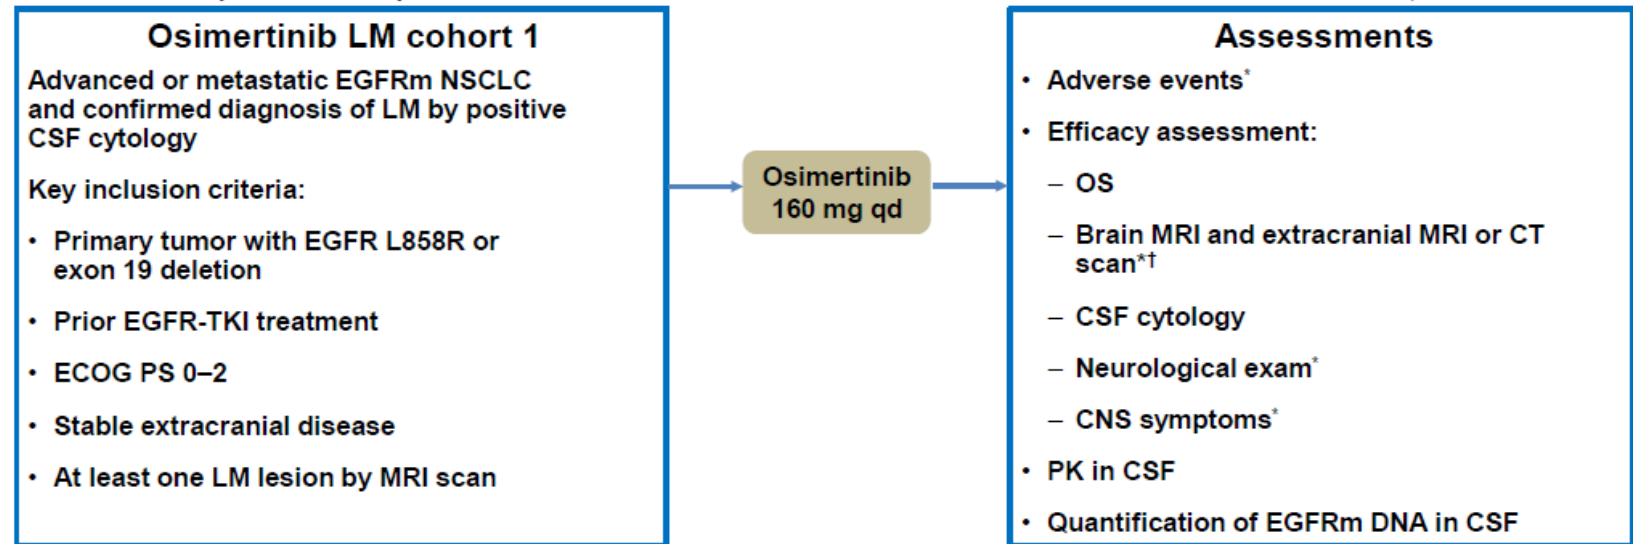 Osimertinib LM cohort 1
Advanced or metastatic EGFRm NSCLC
and confirmed diagnosis of LM by positive
CSF cytology
Key inclusion criteria:
• Primary tumor with EGFR L858R or
exon 19 deletion
• Prior EGFR-TKI treatment
• ECOG PS 0–2
• Stable extracranial disease
• At least one LM lesion by MRI scan
Osimertinib
160 mg qd
Assessments
• Adverse events*
• Efficacy assessment:
– OS
– Brain MRI and extracranial MRI or CT
scan*†
– CSF cytology
– Neurological exam*
– CNS symptoms*
• PK in CSF
• Quantification of EGFRm DNA in CSF